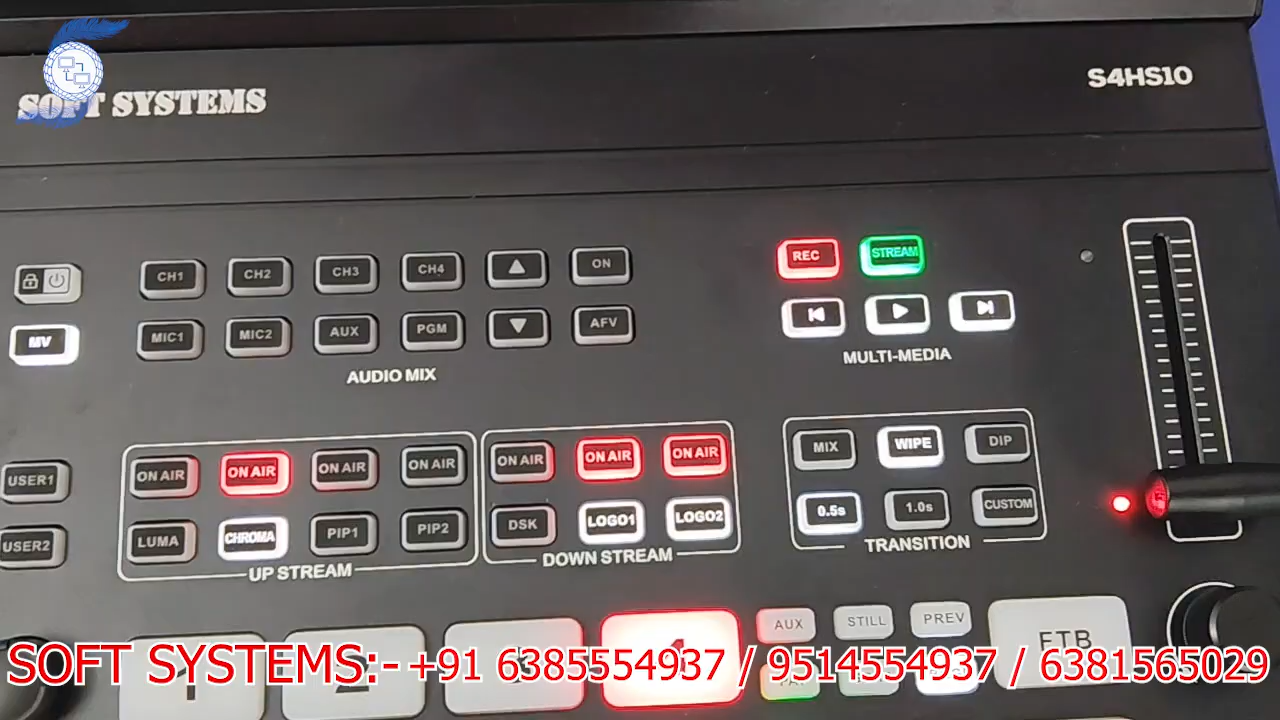 SOFT SYSTEMS
S4HS10
CH1 CH2 CH3 CH4 ON
REC STREAM
MV MIC1 MIC2 AUX PGM AFV
AUDIO MIX
MULTI-MEDIA
USER1 ON AIR ON AIR ON AIR ON AIR ON AIR ON AIR ON AIR MIX WIPE DIP
USER2 LUMA CHROMA PIP1 PIP2 DSK LOGO1 LOGO2 0.5s 1.0s CUSTOM
UP STREAM DOWN STREAM TRANSITION
AUX STILL PREV FTB
SOFT SYSTEMS:- +91 6385554937 / 9514554937 / 6381565029